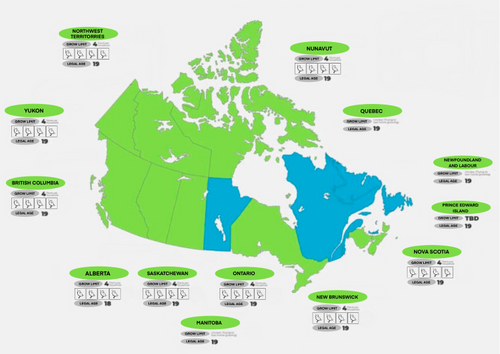 NORTHWEST
TERRITORRIES
GROW LIMIT 4
LEGAL AGE 19
NUNAVUT
GROW LIMIT 4
LEGAL AGE 19
YUKON
GROW LIMIT 4
LEGAL AGE 19
QUEBEC
GROW LIMIT
LEGAL AGE 19
NEWFOUNDLAND
AND LABOUR
GROW LIMIT
LEGAL AGE 19
BRITISH COLUMBIA
GROW LIMIT 4
LEGAL AGE 19
PRINCE EDWARD
ISLAND
GROW LIMIT TBD
LEGAL AGE 19
NOVA SCOTIA
GROW LIMIT 4
LEGAL AGE 19
ALBERTA
GROW LIMIT 4
LEGAL AGE 18
SASKATCHEWAN
GROW LIMIT 4
LEGAL AGE 19
ONTARIO
GROW LIMIT 4
LEGAL AGE 19
NEW BRUNSWICK
GROW LIMIT 4
LEGAL AGE 19
MANITOBA
GROW LIMIT
LEGAL AGE 19